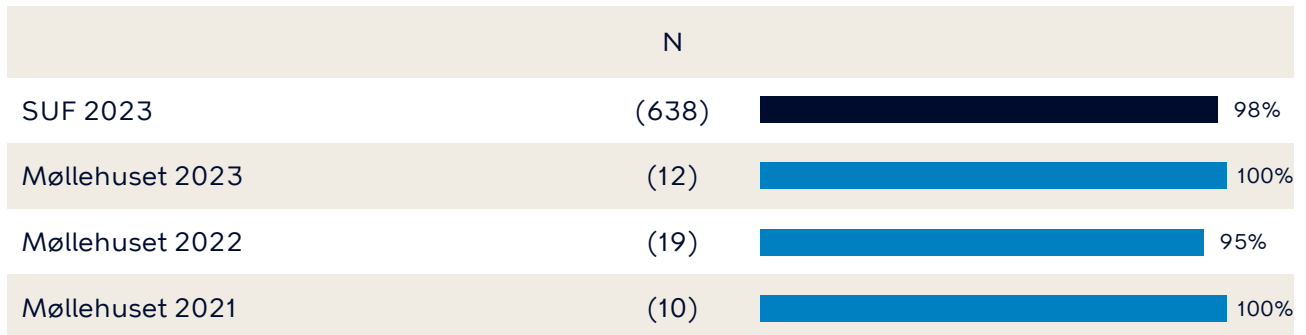 N
SUF 2023 (638) 98%
Møllehuset 2023 (12) 100%
Møllehuset 2022 (19) 95%
Møllehuset 2021 (10) 100%